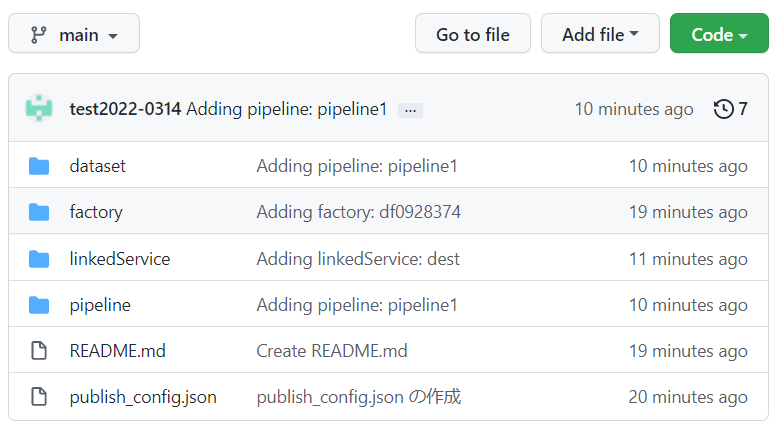 main Go to file Add file Code
test2022-0314 Adding pipeline: pipeline1 ... 10 minutes ago 7
dataset Adding pipeline: pipeline1 10 minutes ago
factory Adding factory: df0928374 19 minutes ago
linkedService Adding linkedService: dest 11 minutes ago
pipeline Adding pipeline: pipeline1 10 minutes ago
README.md Create README.md 19 minutes ago
publish_config.json publish_config.json の作成 20 minutes ago